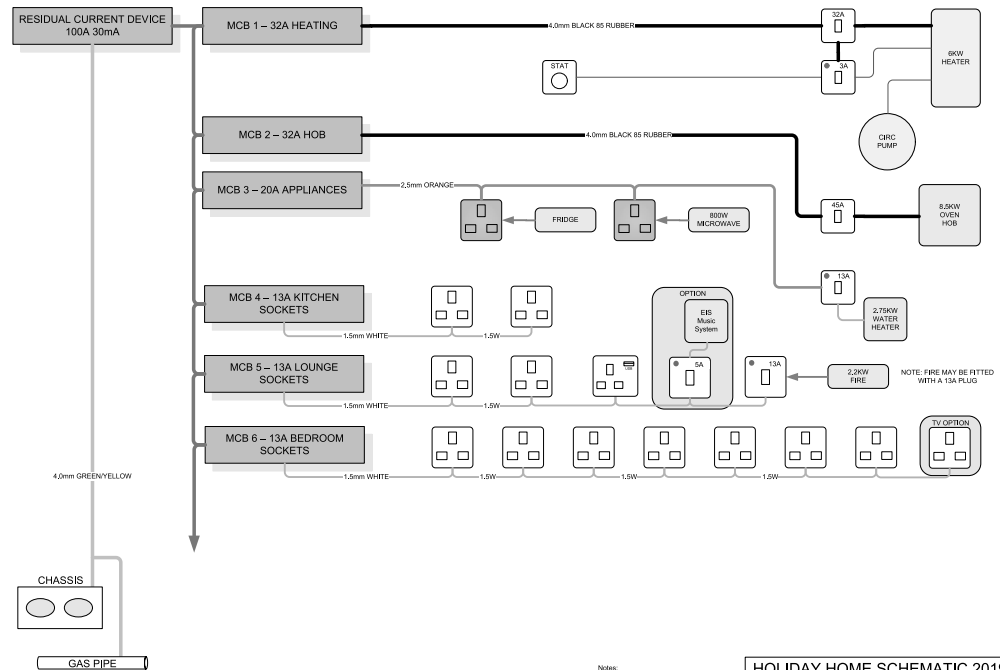 RESIDUAL CURRENT DEVICE
100A 30mA
MCB 1 – 32A HEATING
4.0mm BLACK 85 RUBBER
32A
6KW
HEATER
STAT
3A
CIRC
PUMP
MCB 2 – 32A HOB
4.0mm BLACK 85 RUBBER
MCB 3 – 20A APPLIANCES
2.5mm ORANGE
FRIDGE
800W
MICROWAVE
45A
8.5KW
OVEN
HOB
13A
2.75KW
WATER
HEATER
MCB 4 – 13A KITCHEN
SOCKETS
1.5mm WHITE
1.5W
OPTION
EIS
Music
System
MCB 5 – 13A LOUNGE
SOCKETS
1.5mm WHITE
1.5W
USB
5A
13A
2.2KW
FIRE
NOTE: FIRE MAY BE FITTED
WITH A 13A PLUG
MCB 6 – 13A BEDROOM
SOCKETS
1.5mm WHITE
1.5W
1.5W
1.5W
TV OPTION
4.0mm GREEN/YELLOW
CHASSIS
GAS PIPE
Notes:
HOLIDAY HOME SCHEMATIC 2019